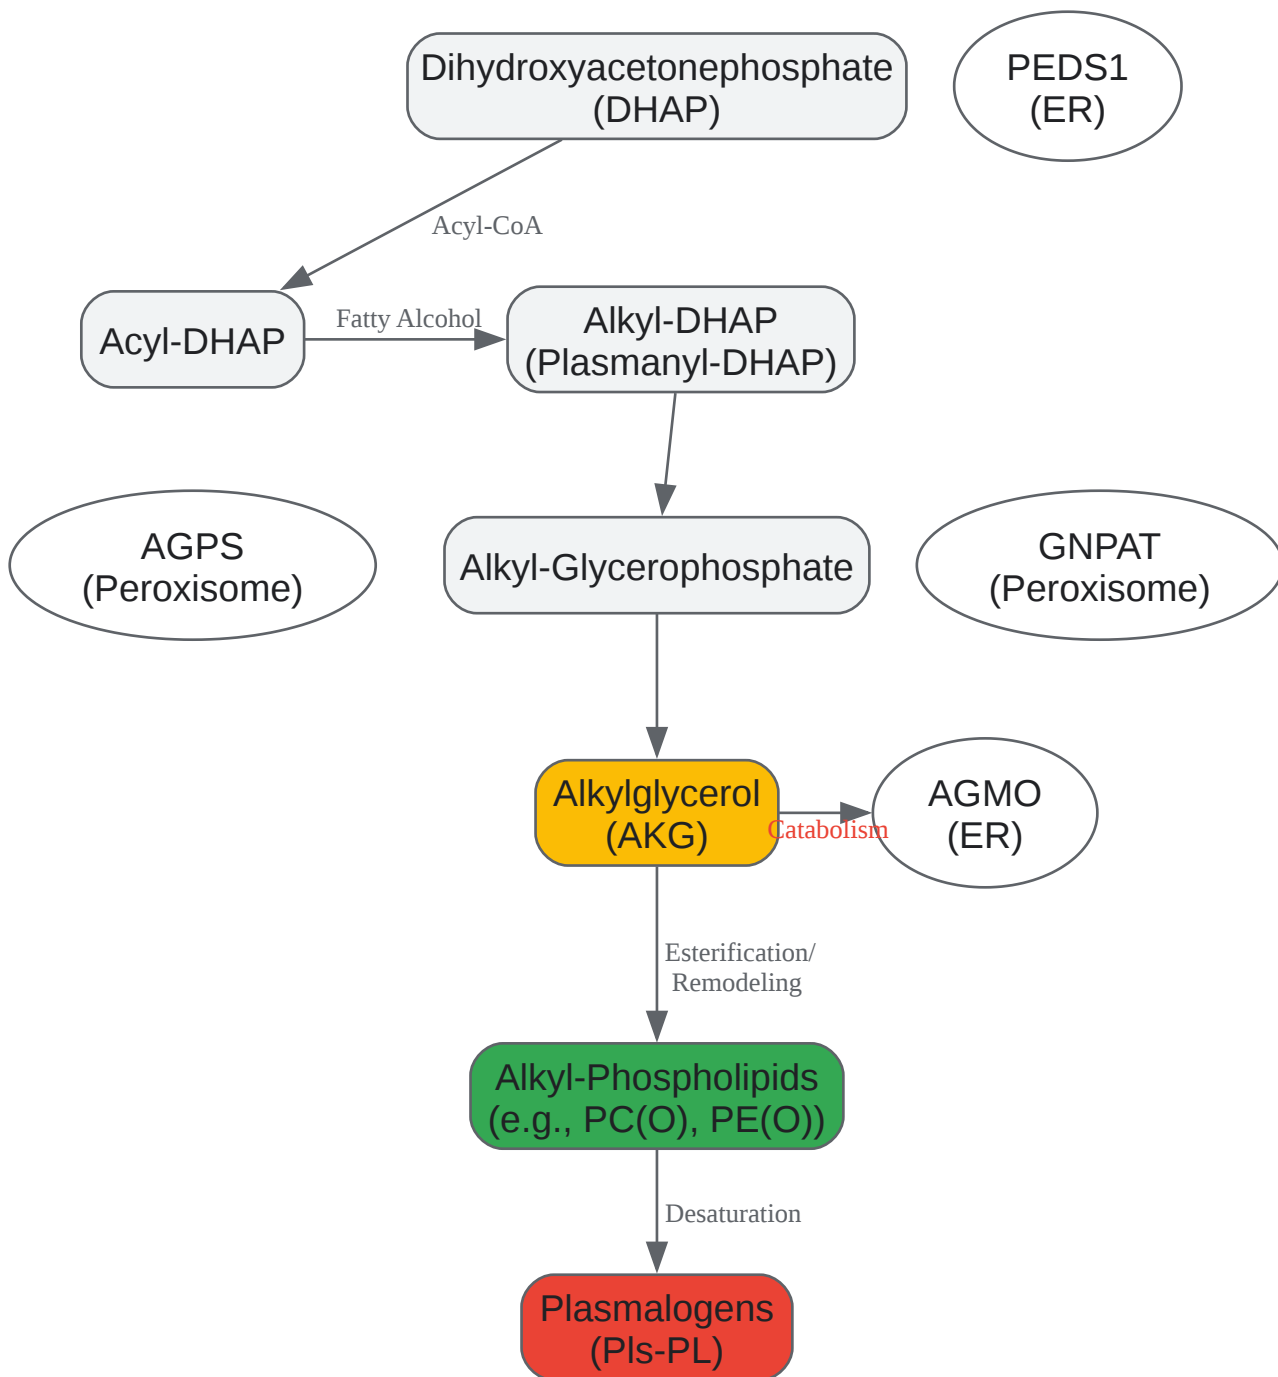 Dihydroxyacetonephosphate
(DHAP)
PEDS1
(ER)
Acyl-CoA
Acyl-DHAP
Fatty Alcohol
Alkyl-DHAP
(Plasmanyl-DHAP)
AGPS
(Peroxisome)
Alkyl-Glycerophosphate
GNPAT
(Peroxisome)
Alkylglycerol
(AKG)
Catabolism
AGMO
(ER)
Esterification/
Remodeling
Alkyl-Phospholipids
(e.g., PC(O), PE(O))
Desaturation
Plasmalogens
(Pls-PL)